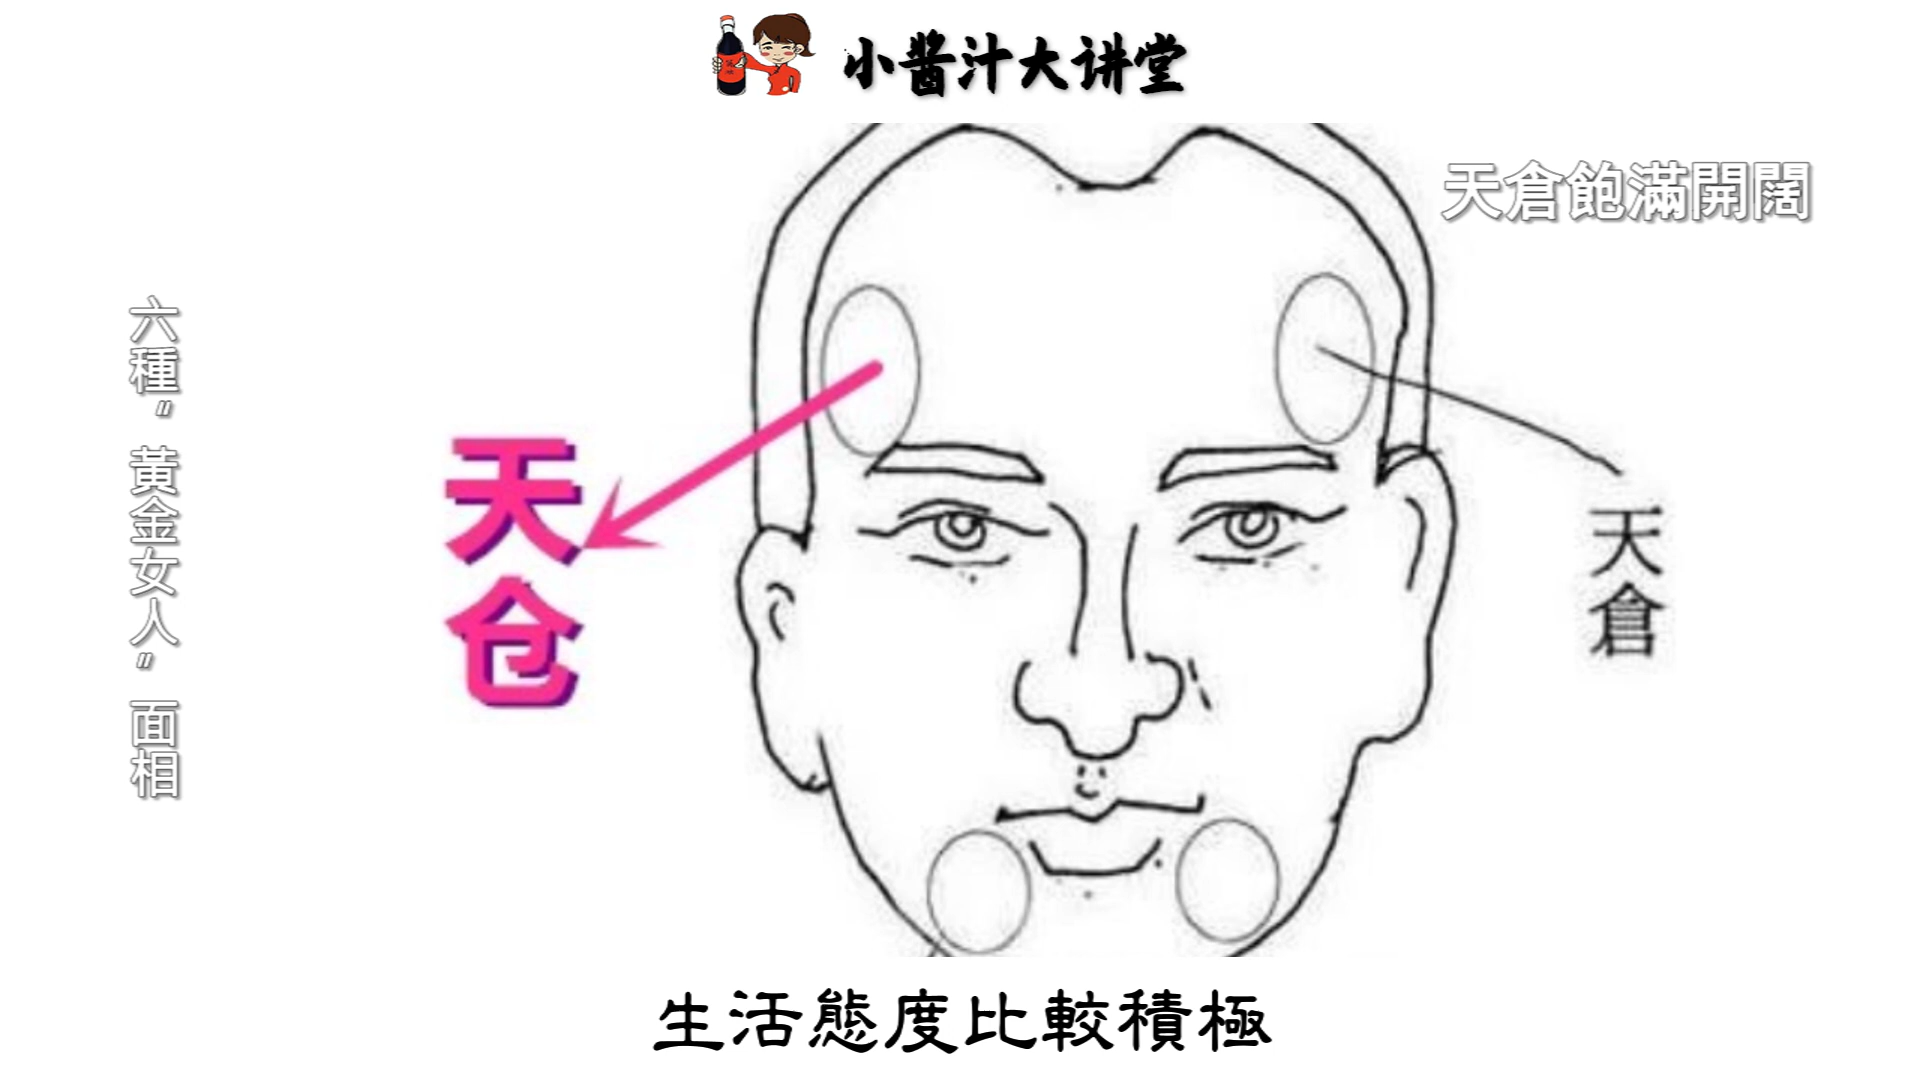 小酱汁大讲堂
天倉飽滿開闊
六種"黃金女人"面相
天仓
天倉
生活態度比較積極